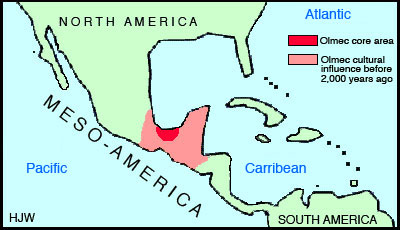 NORTH AMERICA
Atlantic
Olmec core area
Olmec cultural
influence before
2,000 years ago
MESO-AMERICA
Pacific
Carribean
HJW
SOUTH AMERICA